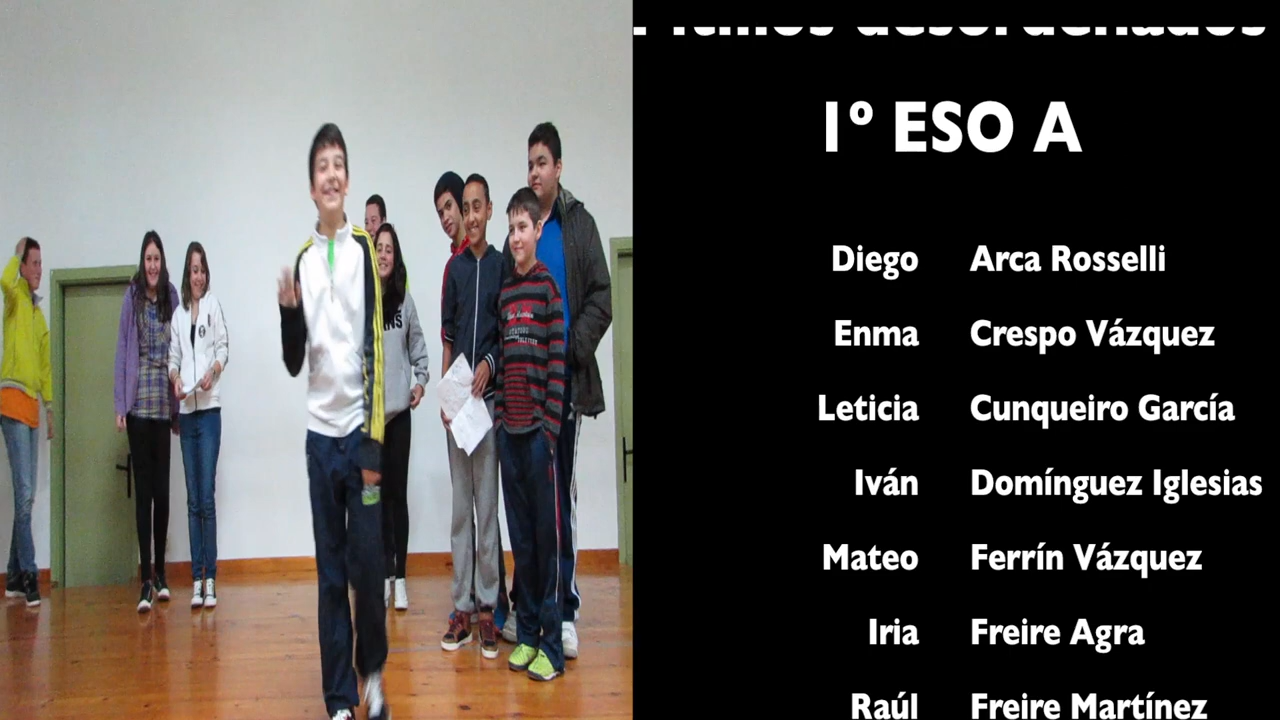 1º ESO A
Diego Arca Rosselli
Enma Crespo Vázquez
Leticia Cunqueiro García
Iván Domínguez Iglesias
Mateo Ferrín Vázquez
Iria Freire Agra
Raúl Freire Martínez